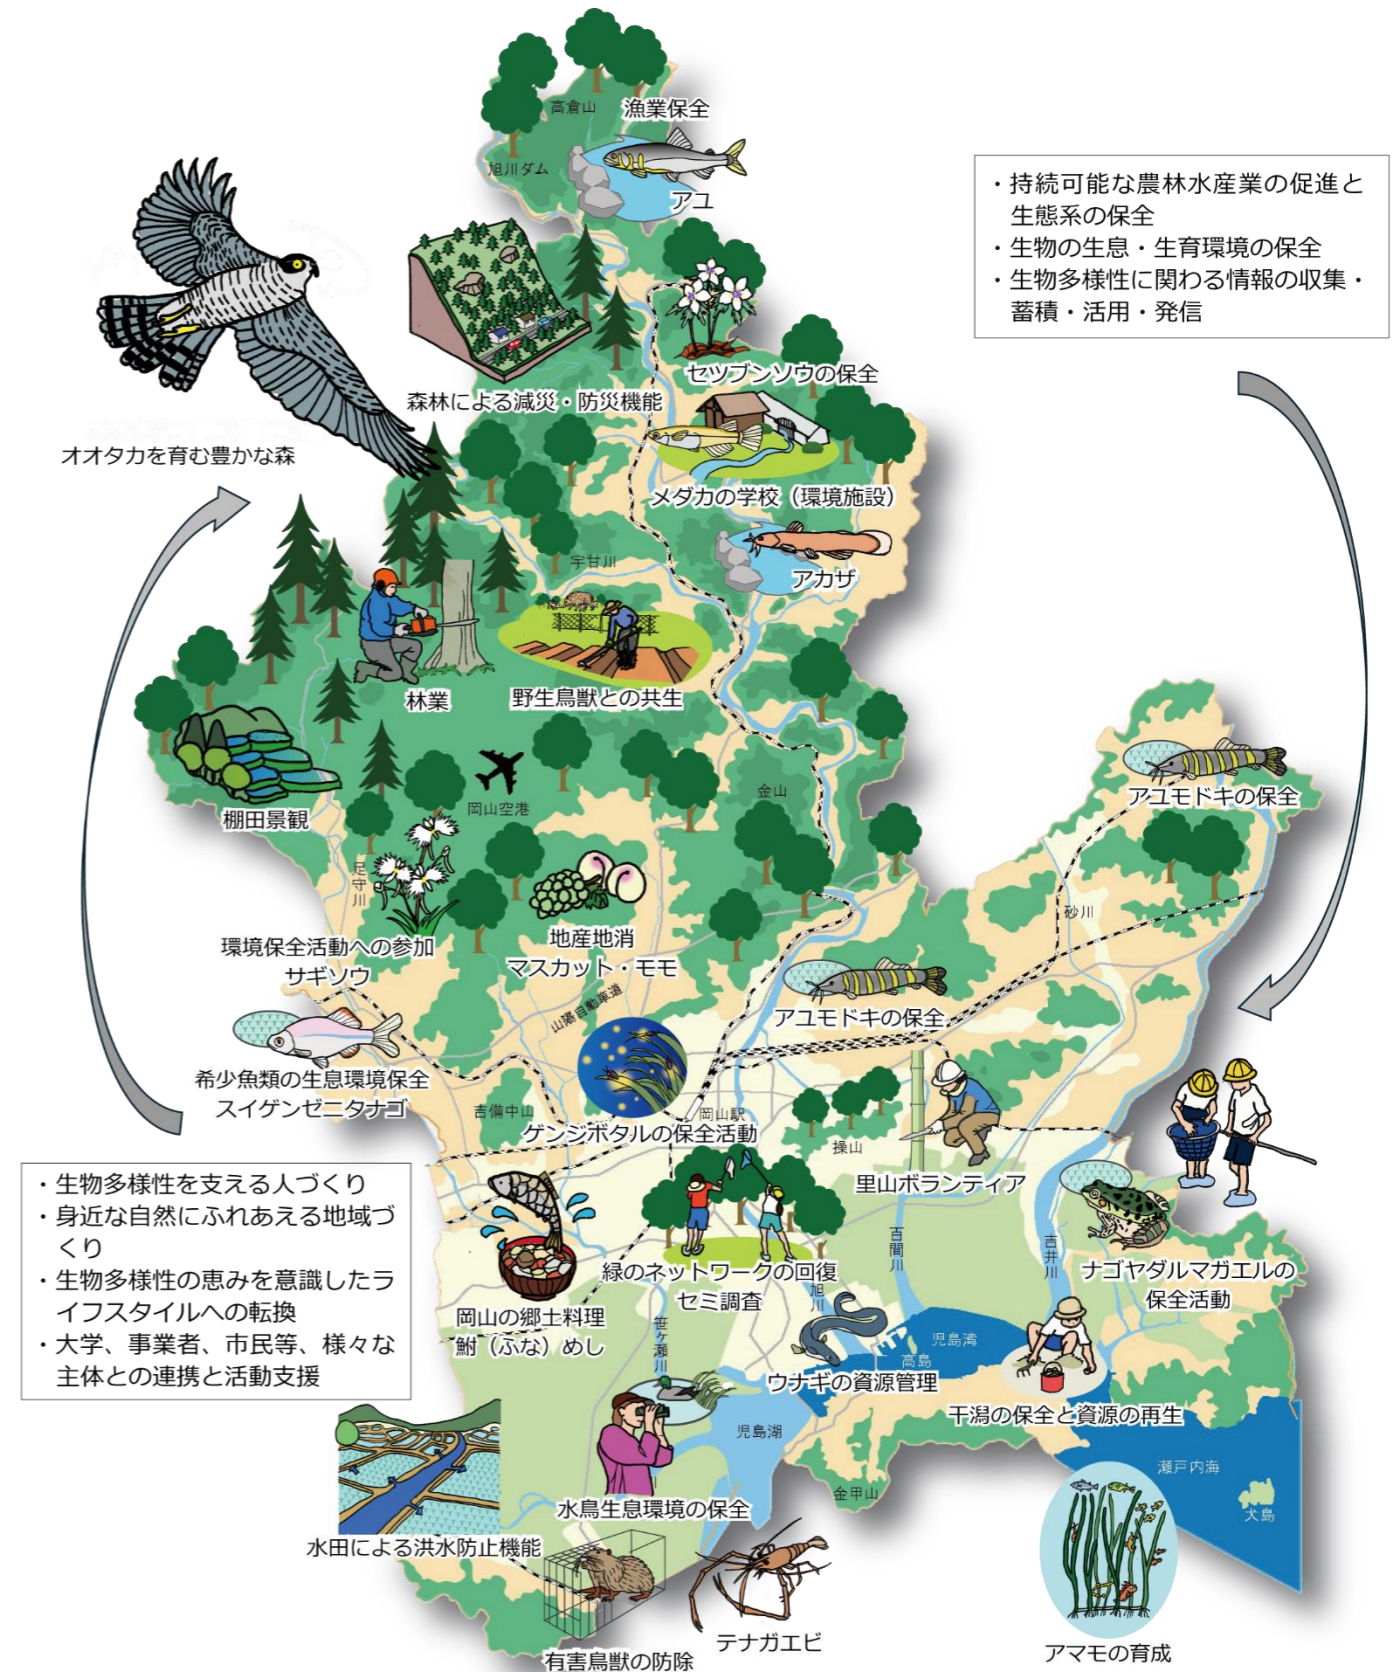 高倉山
漁業保全
旭川ダム
アユ
・持続可能な農林水産業の促進と
生態系の保全
・生物の生息・生育環境の保全
・生物多様性に関わる情報の収集・
蓄積・活用・発信
セツブンソウの保全
森林による減災・防災機能
オオタカを育む豊かな森
メダカの学校（環境施設）
宇甘川
アカザ
林業
野生鳥獣との共生
金山
アユモドキの保全
岡山空港
棚田景観
足守川
砂川
環境保全活動への参加
サギソウ
地産地消
マスカット・モモ
山陽自動車道
アユモドキの保全
希少魚類の生息環境保全
スイゲンゼニタナゴ
吉備中山
岡山駅
ゲンジボタルの保全活動
操山
里山ボランティア
・生物多様性を支える人づくり
・身近な自然にふれあえる地域づ
くり
・生物多様性の恵みを意識したラ
イフスタイルへの転換
・大学、事業者、市民等、様々な
主体との連携と活動支援
百間川
吉井川
ナゴヤダルマガエルの
保全活動
緑のネットワークの回復
セミ調査
旭川
岡山の郷土料理
鮒（ふな）めし
笹ヶ瀬川
児島湾
高島
ウナギの資源管理
干潟の保全と資源の再生
児島湖
瀬戸内海
金甲山
犬島
水鳥生息環境の保全
水田による洪水防止機能
テナガエビ
アマモの育成
有害鳥獣の防除